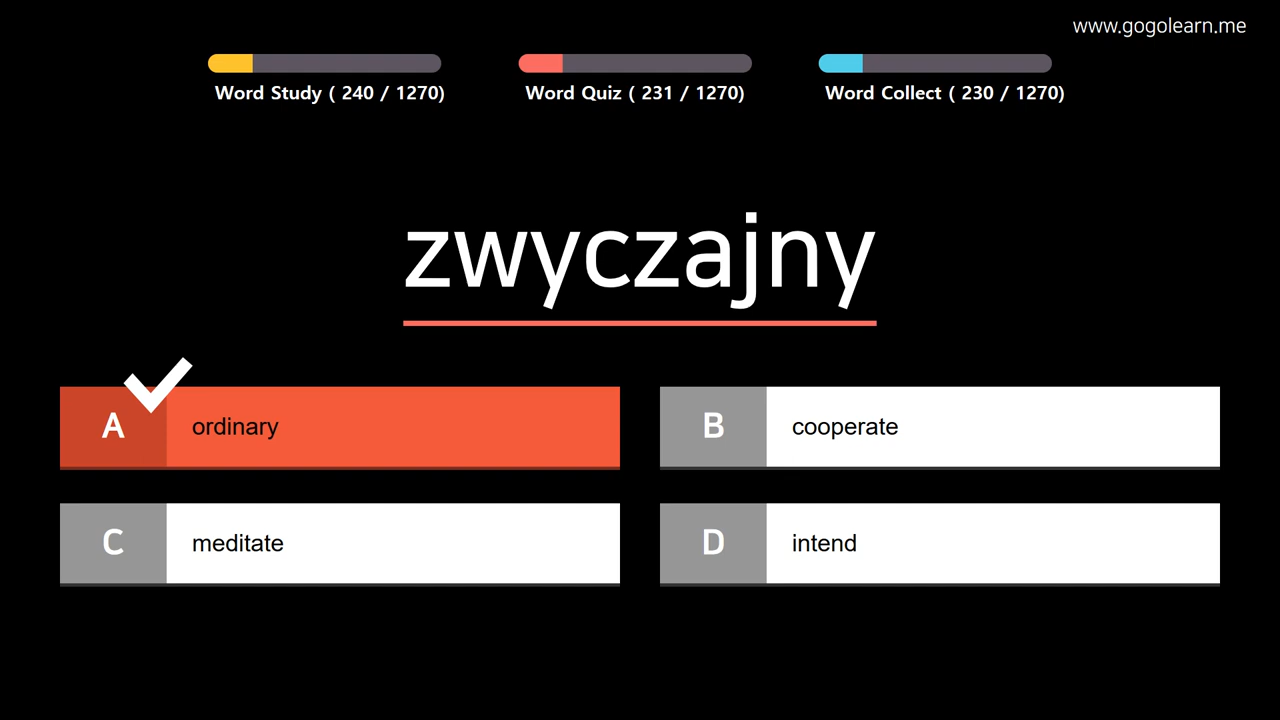 www.gogolearn.me
Word Study ( 240 / 1270)
Word Quiz ( 231 / 1270)
Word Collect ( 230 / 1270)
zwyczajny
A ordinary
B cooperate
C meditate
D intend